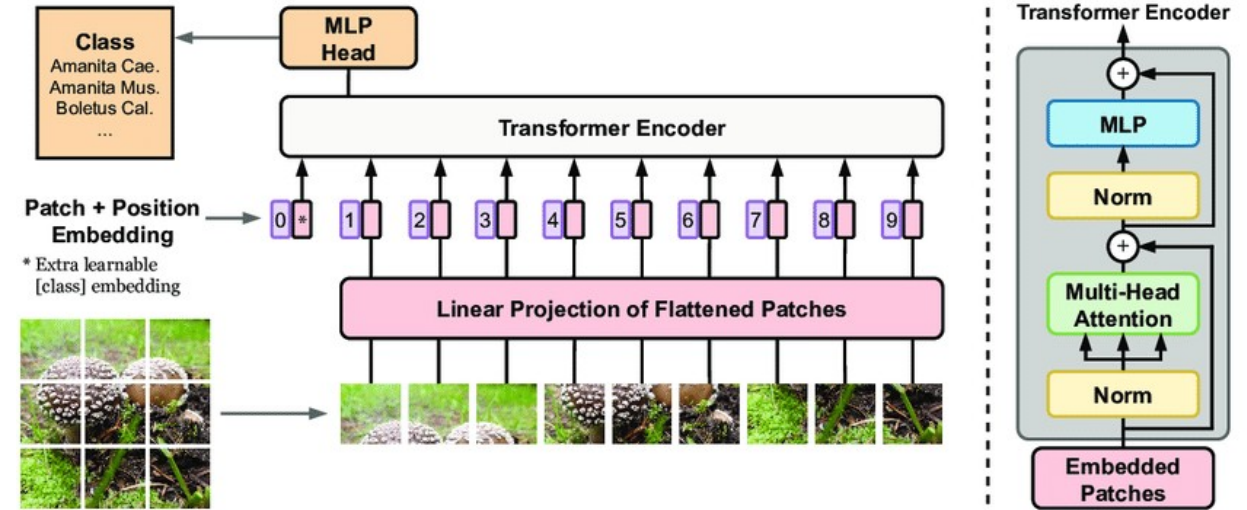 Class
Amanita Cae.
Amanita Mus.
Boletus Cal.
...
MLP
Head
Transformer Encoder
Patch + Position
Embedding
* Extra learnable
[class] embedding
0 * 1 2 3 4 5 6 7 8 9
Linear Projection of Flattened Patches
Transformer Encoder
+
MLP
Norm
+
Multi-Head
Attention
Norm
Embedded
Patches